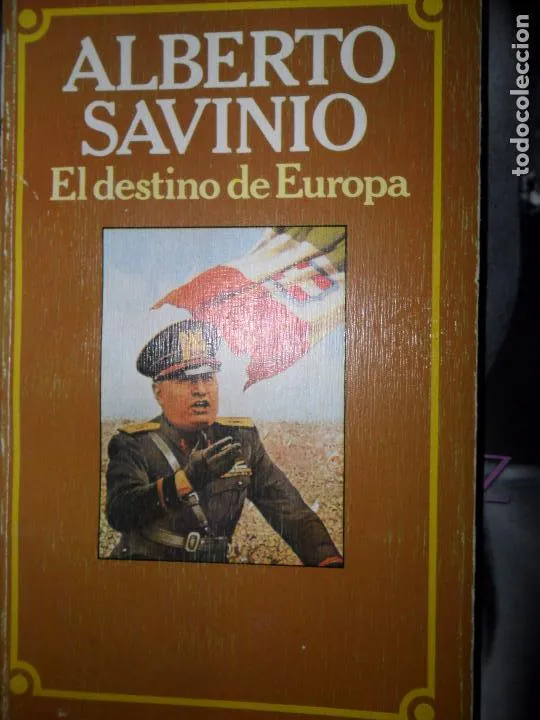 ALBERTO
SAVINIO
El destino de Europa
todocoleccion